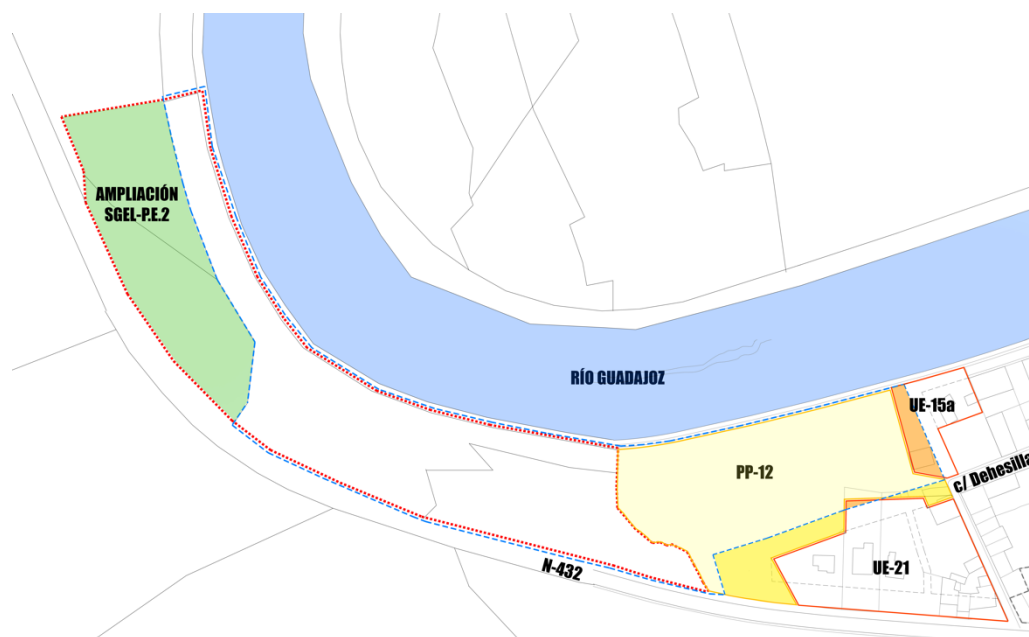 AMPLIACIÓN
SGEL-P.E.2
RÍO GUADAJOZ
UE-15a
PP-12
c/ Dehesilla
N-432
UE-21